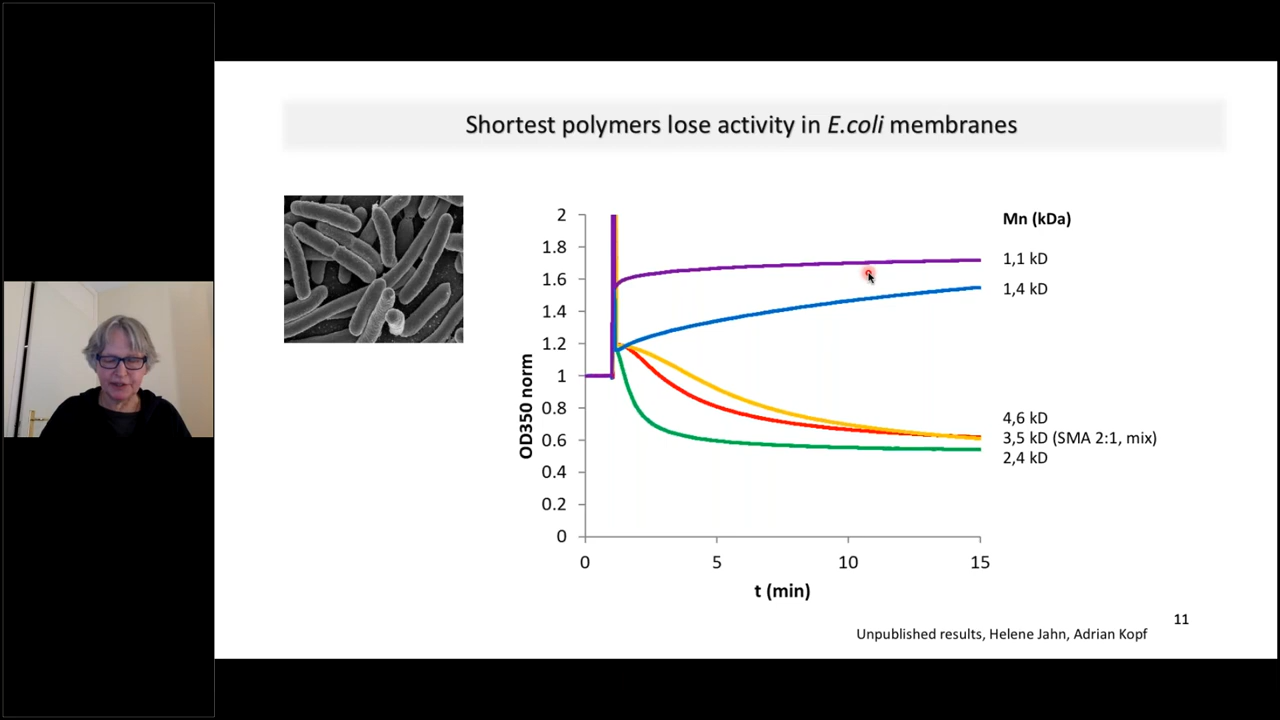 Shortest polymers lose activity in E.coli membranes
Mn (kDa)
2
1.8
1.6
1.4
1.2
1
0.8
0.6
0.4
0.2
0
OD350 norm
1,1 kD
1,4 kD
4,6 kD
3,5 kD (SMA 2:1, mix)
2,4 kD
0 5 10 15
t (min)
11
Unpublished results, Helene Jahn, Adrian Kopf